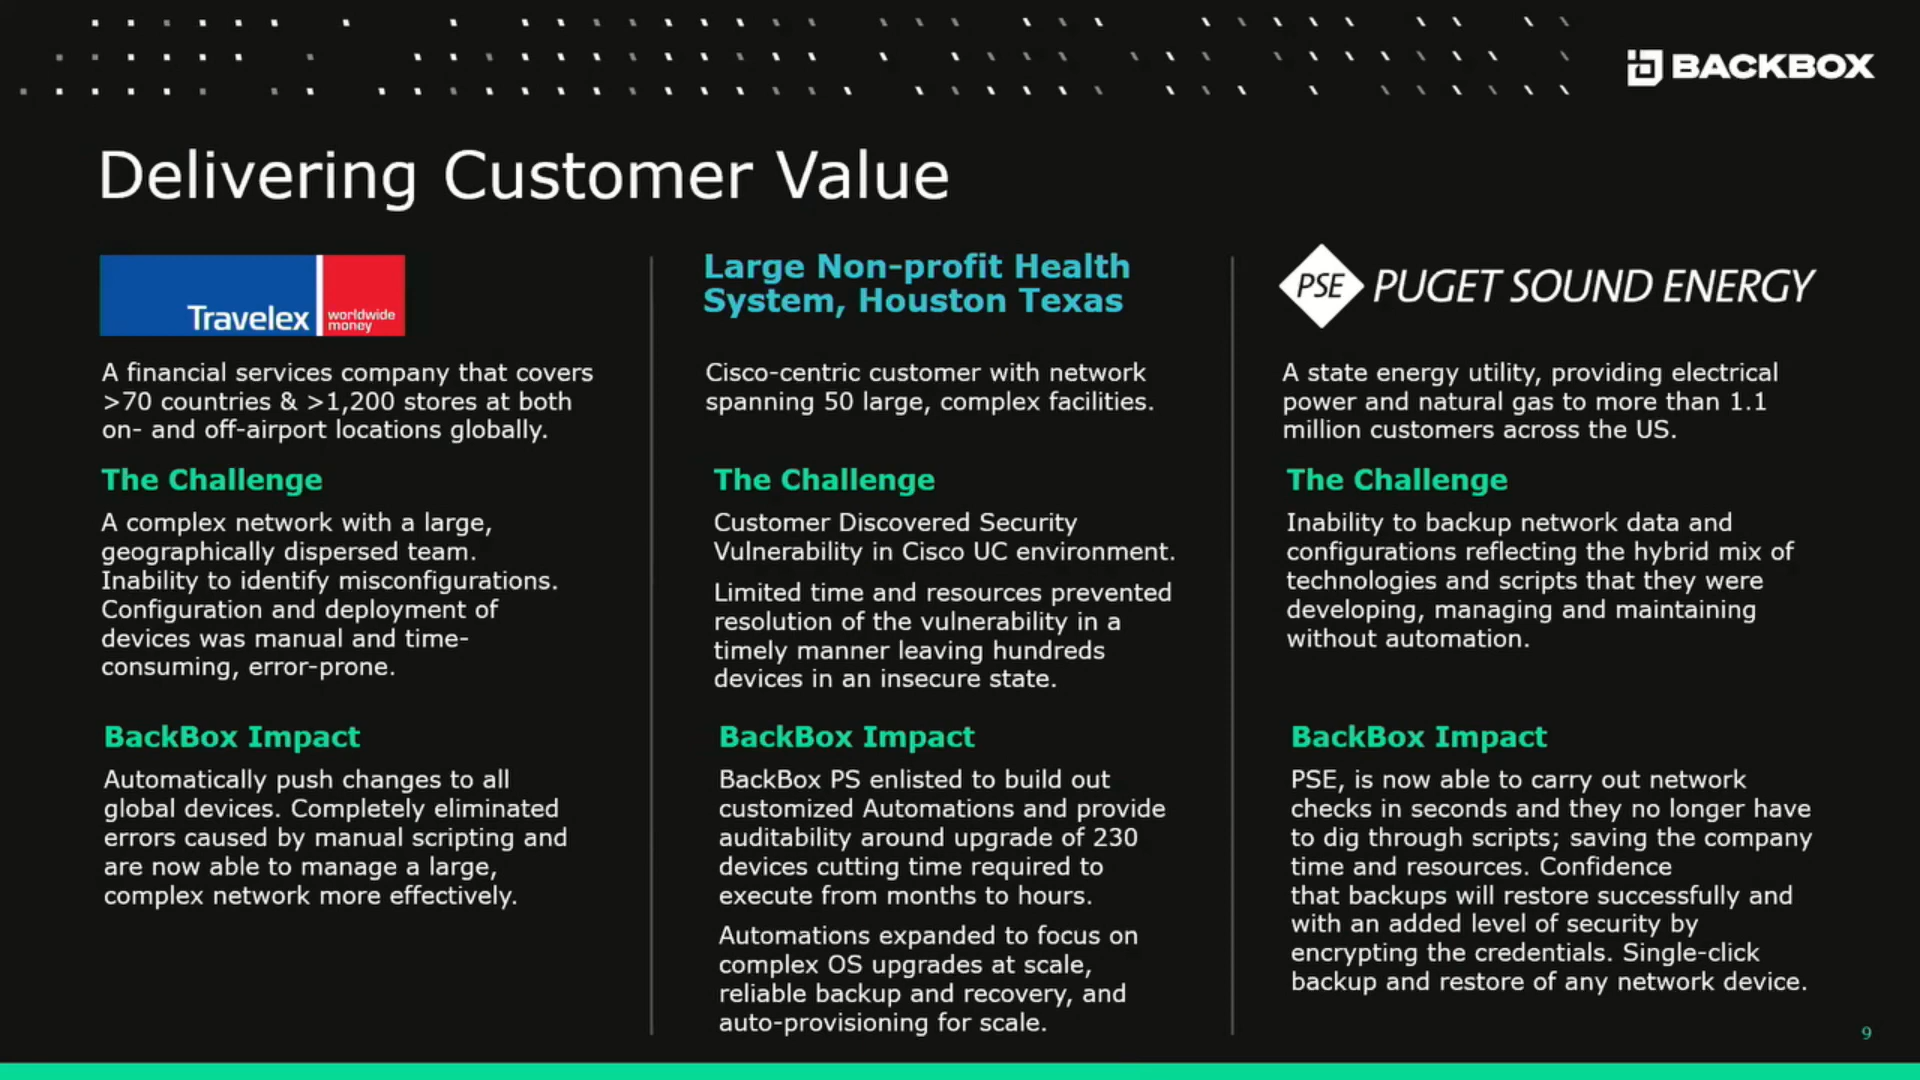 BACKBOX
Delivering Customer Value
Travelex
worldwide
money
A financial services company that covers
>70 countries & >1,200 stores at both
on- and off-airport locations globally.
The Challenge
A complex network with a large,
geographically dispersed team.
Inability to identify misconfigurations.
Configuration and deployment of
devices was manual and time-
consuming, error-prone.
BackBox Impact
Automatically push changes to all
global devices. Completely eliminated
errors caused by manual scripting and
are now able to manage a large,
complex network more effectively.
Large Non-profit Health
System, Houston Texas
Cisco-centric customer with network
spanning 50 large, complex facilities.
The Challenge
Customer Discovered Security
Vulnerability in Cisco UC environment.
Limited time and resources prevented
resolution of the vulnerability in a
timely manner leaving hundreds
devices in an insecure state.
BackBox Impact
BackBox PS enlisted to build out
customized Automations and provide
auditability around upgrade of 230
devices cutting time required to
execute from months to hours.
Automations expanded to focus on
complex OS upgrades at scale,
reliable backup and recovery, and
auto-provisioning for scale.
PSE PUGET SOUND ENERGY
A state energy utility, providing electrical
power and natural gas to more than 1.1
million customers across the US.
The Challenge
Inability to backup network data and
configurations reflecting the hybrid mix of
technologies and scripts that they were
developing, managing and maintaining
without automation.
BackBox Impact
PSE, is now able to carry out network
checks in seconds and they no longer have
to dig through scripts; saving the company
time and resources. Confidence
that backups will restore successfully and
with an added level of security by
encrypting the credentials. Single-click
backup and restore of any network device.
9